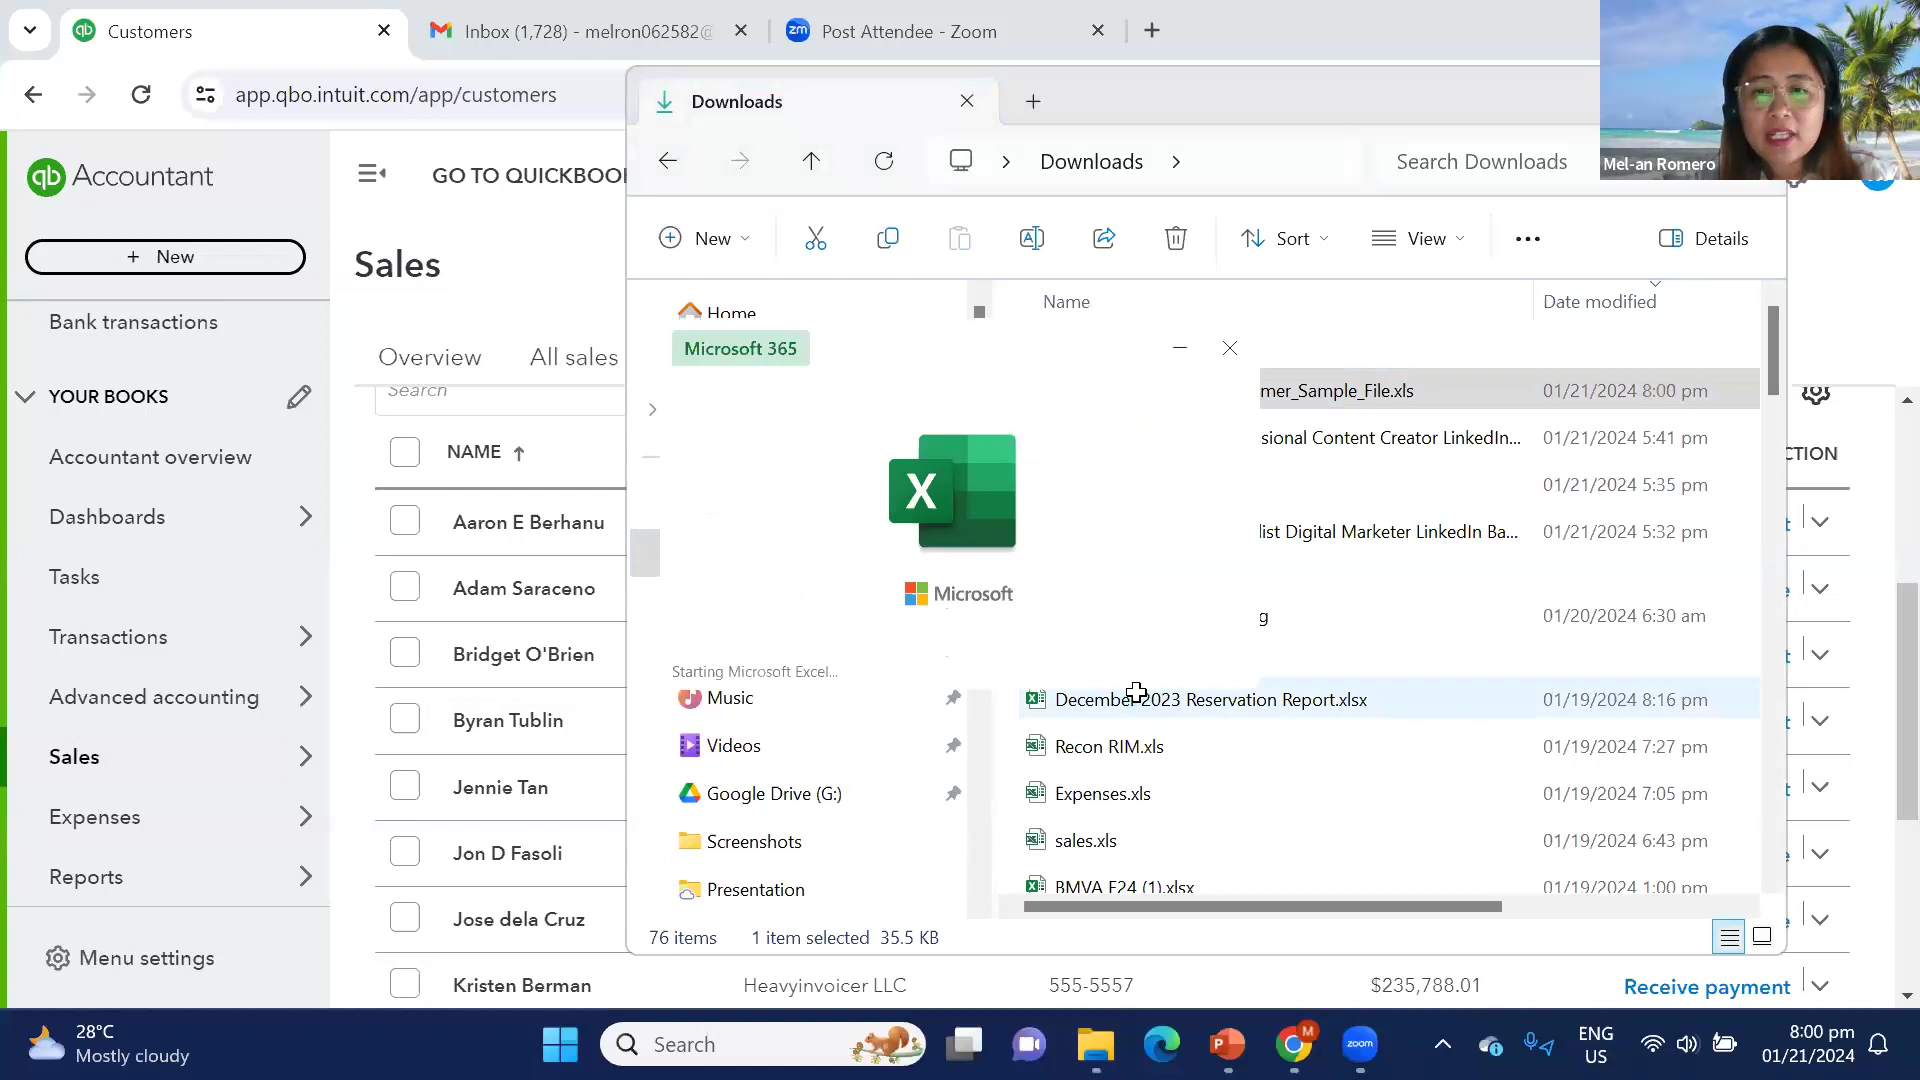 Customers
Inbox (1,728) - melron062582@
Post Attendee - Zoom
app.qbo.intuit.com/app/customers
Downloads
Mel-an Romero
qb Accountant
GO TO QUICKBOO
Downloads
Search Downloads
+ New
New
Sort
View
Details
Sales
Bank transactions
Home
Name
Date modified
Overview
All sales
Microsoft 365
Search
YOUR BOOKS
mer_Sample_File.xls
01/21/2024 8:00 pm
NAME
sional Content Creator LinkedIn...
01/21/2024 5:41 pm
CTION
Accountant overview
01/21/2024 5:35 pm
Dashboards
Aaron E Berhanu
list Digital Marketer LinkedIn Ba...
01/21/2024 5:32 pm
Tasks
Adam Saraceno
Microsoft
g
01/20/2024 6:30 am
Transactions
Bridget O'Brien
Starting Microsoft Excel...
Advanced accounting
Byran Tublin
Music
December 2023 Reservation Report.xlsx
01/19/2024 8:16 pm
Sales
Jennie Tan
Videos
Recon RIM.xls
01/19/2024 7:27 pm
Expenses
Google Drive (G:)
Expenses.xls
01/19/2024 7:05 pm
Jon D Fasoli
Screenshots
sales.xls
01/19/2024 6:43 pm
Reports
Presentation
BMVA F24 (1).xlsx
01/19/2024 1:00 pm
Jose dela Cruz
76 items
1 item selected 35.5 KB
Menu settings
Kristen Berman
Heavyinvoicer LLC
555-5557
$235,788.01
Receive payment
28°C
Mostly cloudy
Search
zoom
ENG
US
8:00 pm
01/21/2024